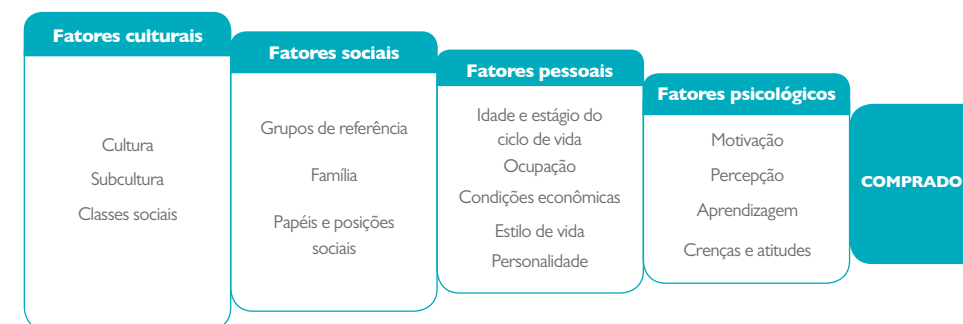 Fatores culturais
Cultura
Subcultura
Classes sociais
Fatores sociais
Grupos de referência
Família
Papéis e posições
sociais
Fatores pessoais
Idade e estágio do
ciclo de vida
Ocupação
Condições econômicas
Estilo de vida
Personalidade
Fatores psicológicos
Motivação
Percepção
Aprendizagem
Crenças e atitudes
COMPRADO